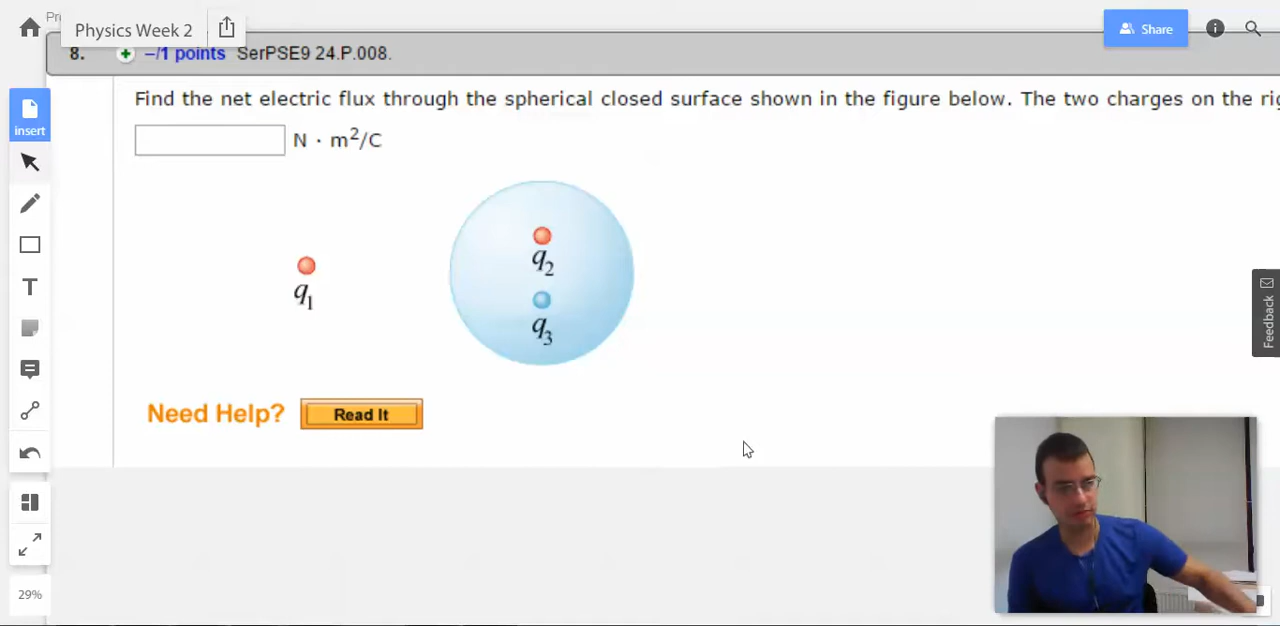 Physics Week 2
Share
8. + –/1 points SerPSE9 24.P.008.
Find the net electric flux through the spherical closed surface shown in the figure below. The two charges on the
N · m²/C
insert
T
q₁
q₂
q₃
Feedback
Need Help? Read It
29%